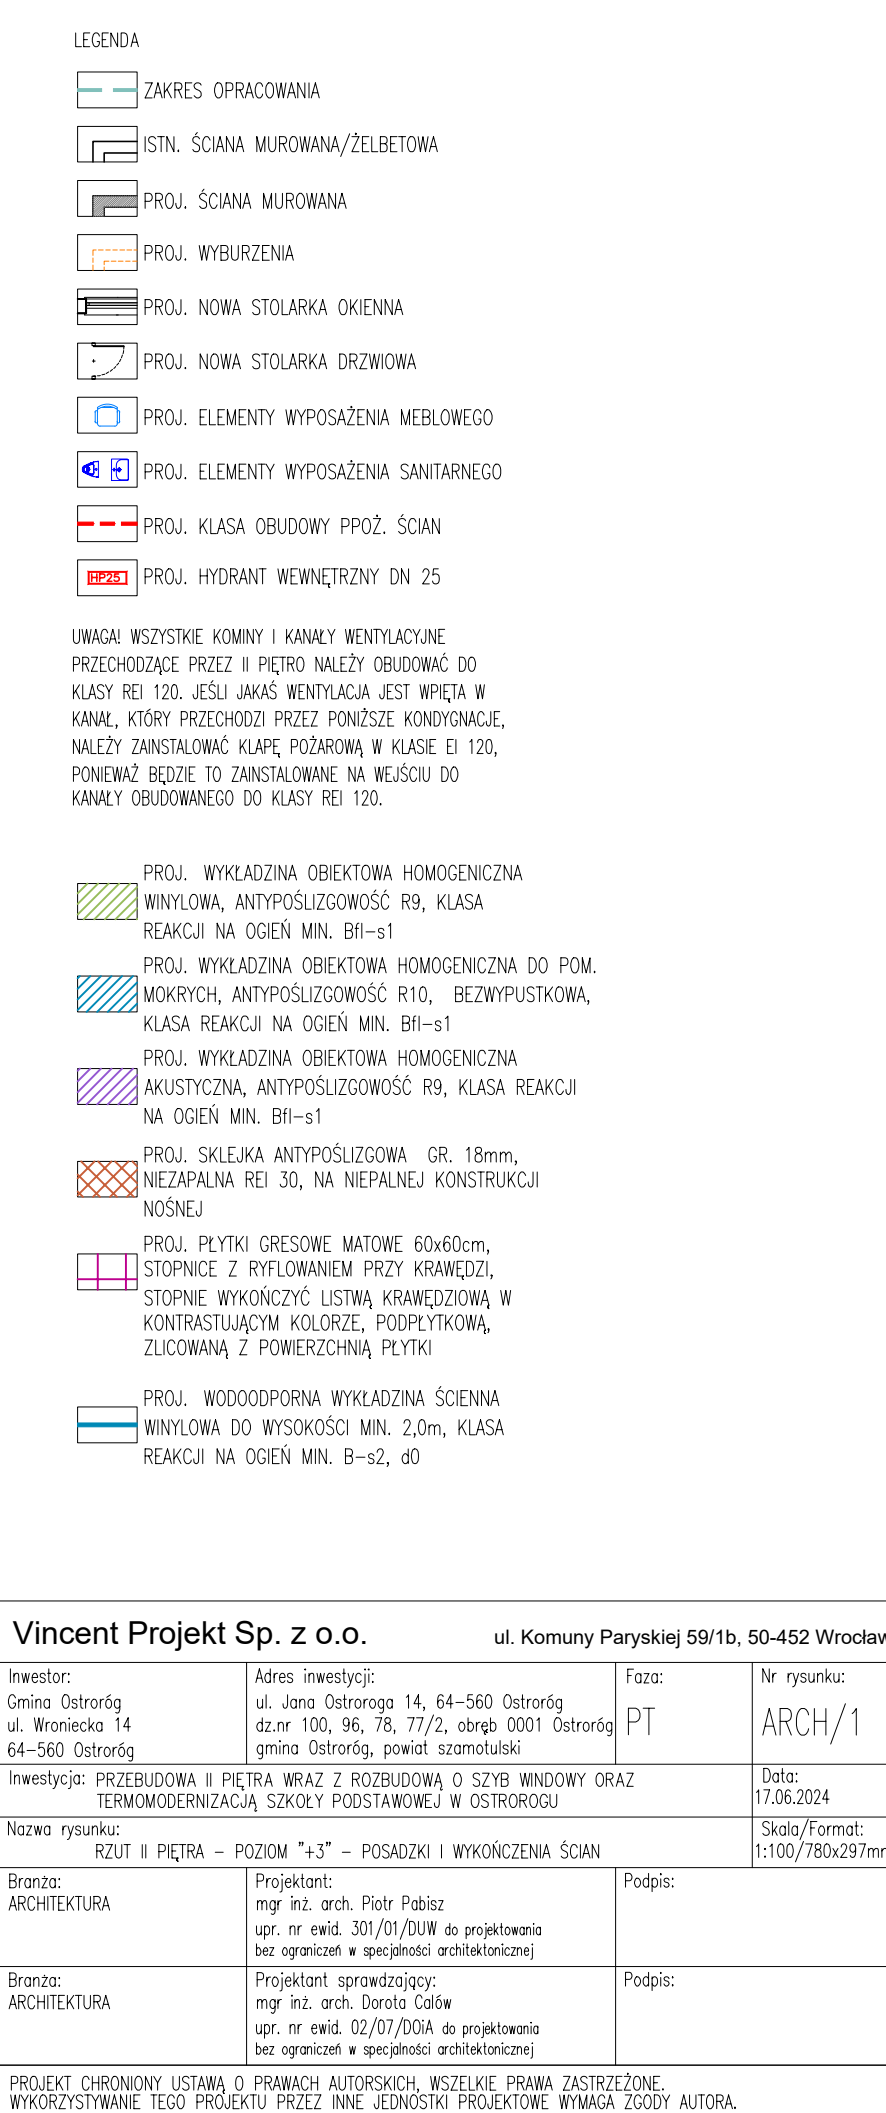 LEGENDA
ZAKRES OPRACOWANIA
ISTN. ŚCIANA MUROWANA/ŻELBETOWA
PROJ. ŚCIANA MUROWANA
PROJ. WYBURZENIA
PROJ. NOWA STOLARKA OKIENNA
PROJ. NOWA STOLARKA DRZWIOWA
PROJ. ELEMENTY WYPOSAŻENIA MEBLOWEGO
PROJ. ELEMENTY WYPOSAŻENIA SANITARNEGO
PROJ. KLASA OBUDOWY PPOŻ. ŚCIAN
HP25 PROJ. HYDRANT WEWNĘTRZNY DN 25
UWAGA! WSZYSTKIE KOMINY I KANAŁY WENTYLACYJNE
PRZECHODZĄCE PRZEZ II PIĘTRO NALEŻY OBUDOWAĆ DO
KLASY REI 120. JEŚLI JAKAŚ WENTYLACJA JEST WPIĘTA W
KANAŁ, KTÓRY PRZECHODZI PRZEZ PONIŻSZE KONDYGNACJE,
NALEŻY ZAINSTALOWAĆ KLAPĘ POŻAROWĄ W KLASIE EI 120,
PONIEWAŻ BĘDZIE TO ZAINSTALOWANE NA WEJŚCIU DO
KANAŁY OBUDOWANEGO DO KLASY REI 120.
PROJ. WYKŁADZINA OBIEKTOWA HOMOGENICZNA
WINYLOWA, ANTYPOŚLIZGOWOŚĆ R9, KLASA
REAKCJI NA OGIEŃ MIN. Bfl-s1
PROJ. WYKŁADZINA OBIEKTOWA HOMOGENICZNA DO POM.
MOKRYCH, ANTYPOŚLIZGOWOŚĆ R10, BEZWYPUSTKOWA,
KLASA REAKCJI NA OGIEŃ MIN. Bfl-s1
PROJ. WYKŁADZINA OBIEKTOWA HOMOGENICZNA
AKUSTYCZNA, ANTYPOŚLIZGOWOŚĆ R9, KLASA REAKCJI
NA OGIEŃ MIN. Bfl-s1
PROJ. SKLEJKA ANTYPOŚLIZGOWA GR. 18mm,
NIEZAPALNA REI 30, NA NIEPALNEJ KONSTRUKCJI
NOŚNEJ
PROJ. PŁYTKI GRESOWE MATOWE 60x60cm,
STOPNICE Z RYFLOWANIEM PRZY KRAWĘDZI,
STOPNIE WYKOŃCZYĆ LISTWĄ KRAWĘDZIOWĄ W
KONTRASTUJĄCYM KOLORZE, PODPŁYTKOWĄ,
ZLICOWANĄ Z POWIERZCHNIĄ PŁYTKI
PROJ. WODOODPORNA WYKŁADZINA ŚCIENNA
WINYLOWA DO WYSOKOŚCI MIN. 2,0m, KLASA
REAKCJI NA OGIEŃ MIN. B-s2, d0
Vincent Projekt Sp. z o.o. ul. Komuny Paryskiej 59/1b, 50-452 Wrocław
Inwestor:
Gmina Ostroróg
ul. Wroniecka 14
64-560 Ostroróg
Adres inwestycji:
ul. Jana Ostroroga 14, 64-560 Ostroróg
dz.nr 100, 96, 78, 77/2, obręb 0001 Ostroróg
gmina Ostroróg, powiat szamotulski
Faza:
PT
Nr rysunku:
ARCH/1
Inwestycja: PRZEBUDOWA II PIĘTRA WRAZ Z ROZBUDOWĄ O SZYB WINDOWY ORAZ
TERMOMODERNIZACJĄ SZKOŁY PODSTAWOWEJ W OSTROROGU
Data:
17.06.2024
Nazwa rysunku:
RZUT II PIĘTRA - POZIOM "+3" - POSADZKI I WYKOŃCZENIA ŚCIAN
Skala/Format:
1:100/780x297mm
Branża:
ARCHITEKTURA
Projektant:
mgr inż. arch. Piotr Pabisz
upr. nr ewid. 301/01/DUW do projektowania
bez ograniczeń w specjalności architektonicznej
Podpis:
Branża:
ARCHITEKTURA
Projektant sprawdzający:
mgr inż. arch. Dorota Calów
upr. nr ewid. 02/07/DOiA do projektowania
bez ograniczeń w specjalności architektonicznej
Podpis:
PROJEKT CHRONIONY USTAWĄ O PRAWACH AUTORSKICH, WSZELKIE PRAWA ZASTRZEŻONE.
WYKORZYSTYWANIE TEGO PROJEKTU PRZEZ INNE JEDNOSTKI PROJEKTOWE WYMAGA ZGODY AUTORA.